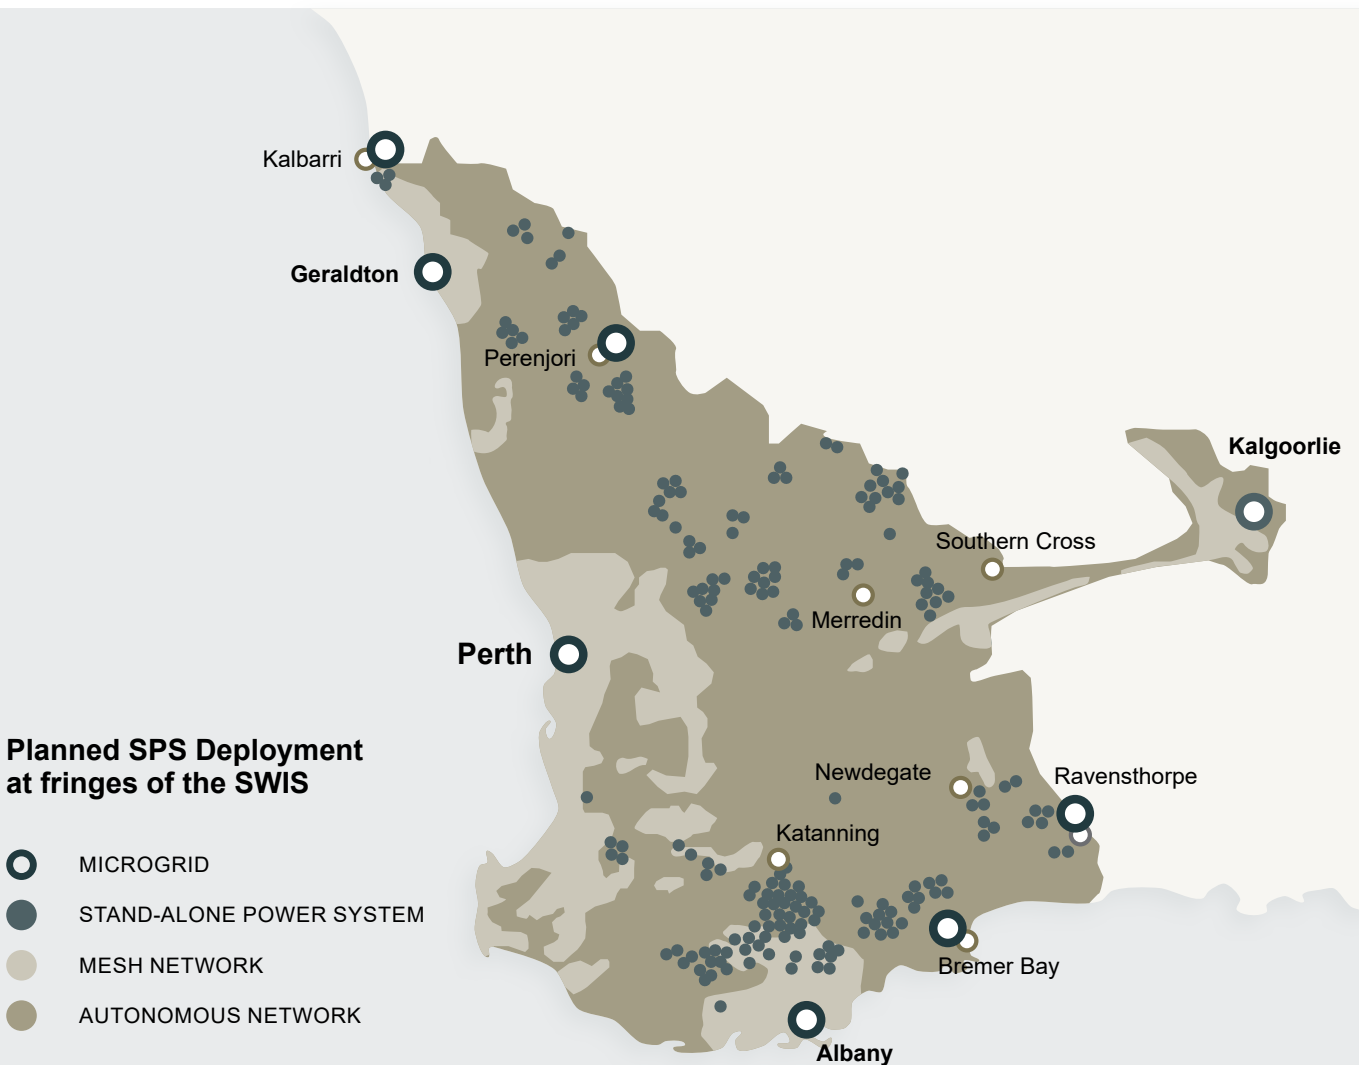 Kalbarri
Geraldton
Perenjori
Kalgoorlie
Southern Cross
Merredin
Perth
Planned SPS Deployment
at fringes of the SWIS
Newdegate
Ravensthorpe
Katanning
MICROGRID
STAND-ALONE POWER SYSTEM
MESH NETWORK
Bremer Bay
AUTONOMOUS NETWORK
Albany